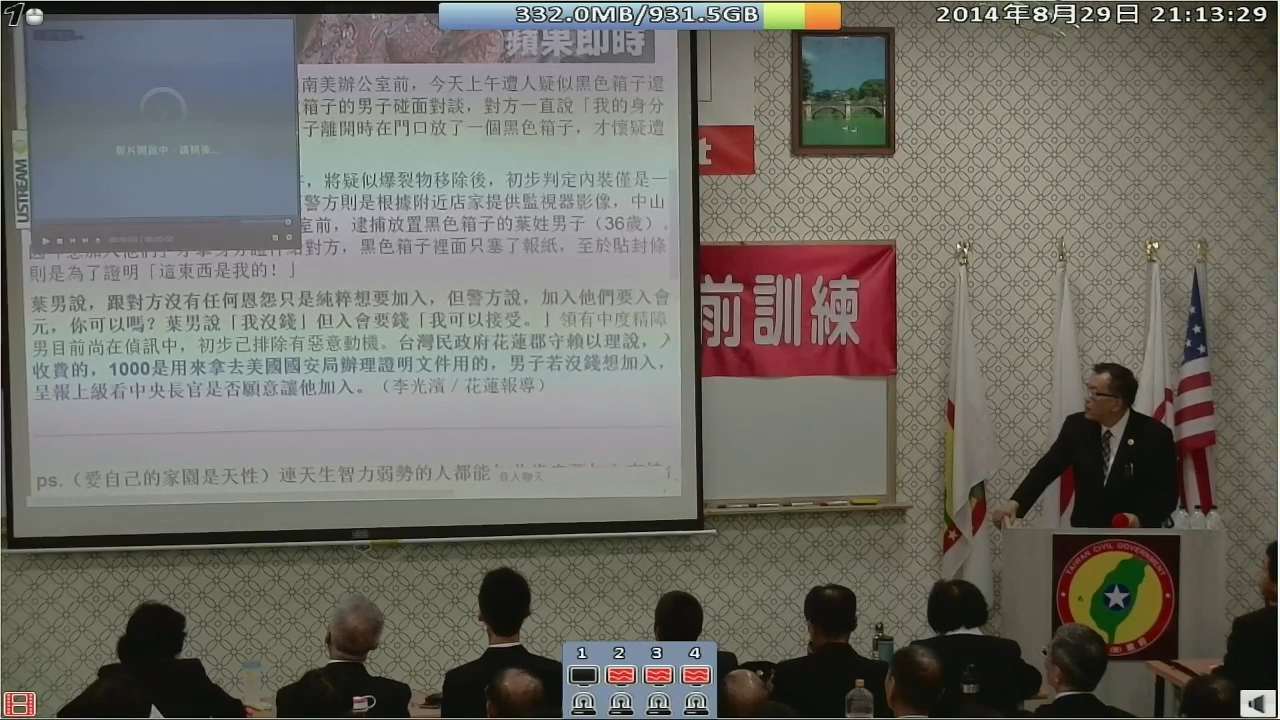 1
332.0MB/931.5GB
2014年8月29日 21:13:29
蘋果即時
南美辦公室前，今天上午遭人疑似黑色箱子還
箱子的男子碰面對談，對方一直說「我的身分
子離開時在門口放了一個黑色箱子，才懷疑遭
影片開啟中，請稍後...
USTREAM
，將疑似爆裂物移除後，初步判定內裝僅是一
警方則是根據附近店家提供監視器影像，中山
室前，逮捕放置黑色箱子的葉姓男子（36歲）。
對方，黑色箱子裡面只塞了報紙，至於貼封條
則是為了證明「這東西是我的！」
葉男說，跟對方沒有任何恩怨只是純粹想要加入，但警方說，加入他們要入會
元，你可以嗎？葉男說「我沒錢」但入會要錢「我可以接受。」領有中度精障
男目前尚在偵訊中，初步已排除有惡意動機。台灣民政府花蓮郡守賴以理說，入
收費的，1000是用來拿去美國國安局辦理證明文件用的，男子若沒錢想加入，
呈報上級看中央長官是否願意讓他加入。（李光濱／花蓮報導）
ps.（愛自己的家園是天性）連天生智力弱勢的人都能
登入聊天
t
前訓練
TAIWAN CIVIL GOVERNMENT
1 2 3 4